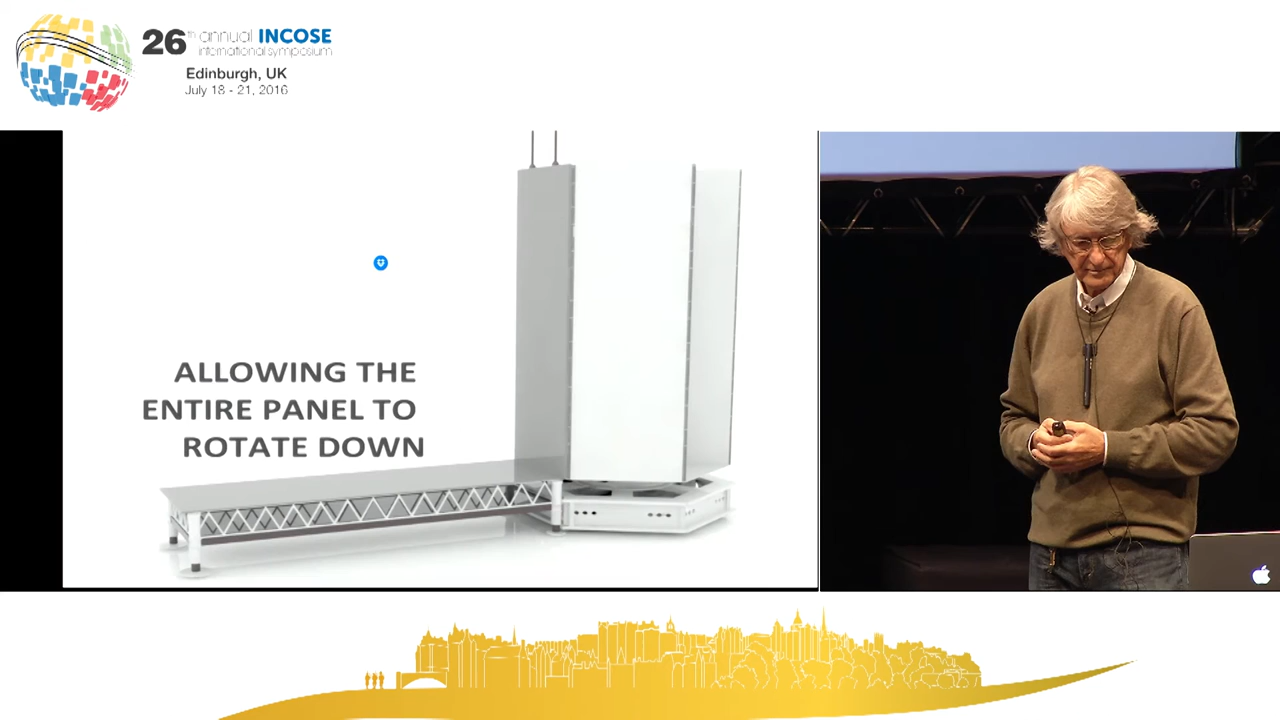 26th annual INCOSE
international symposium
Edinburgh, UK
July 18 - 21, 2016
ALLOWING THE
ENTIRE PANEL TO
ROTATE DOWN